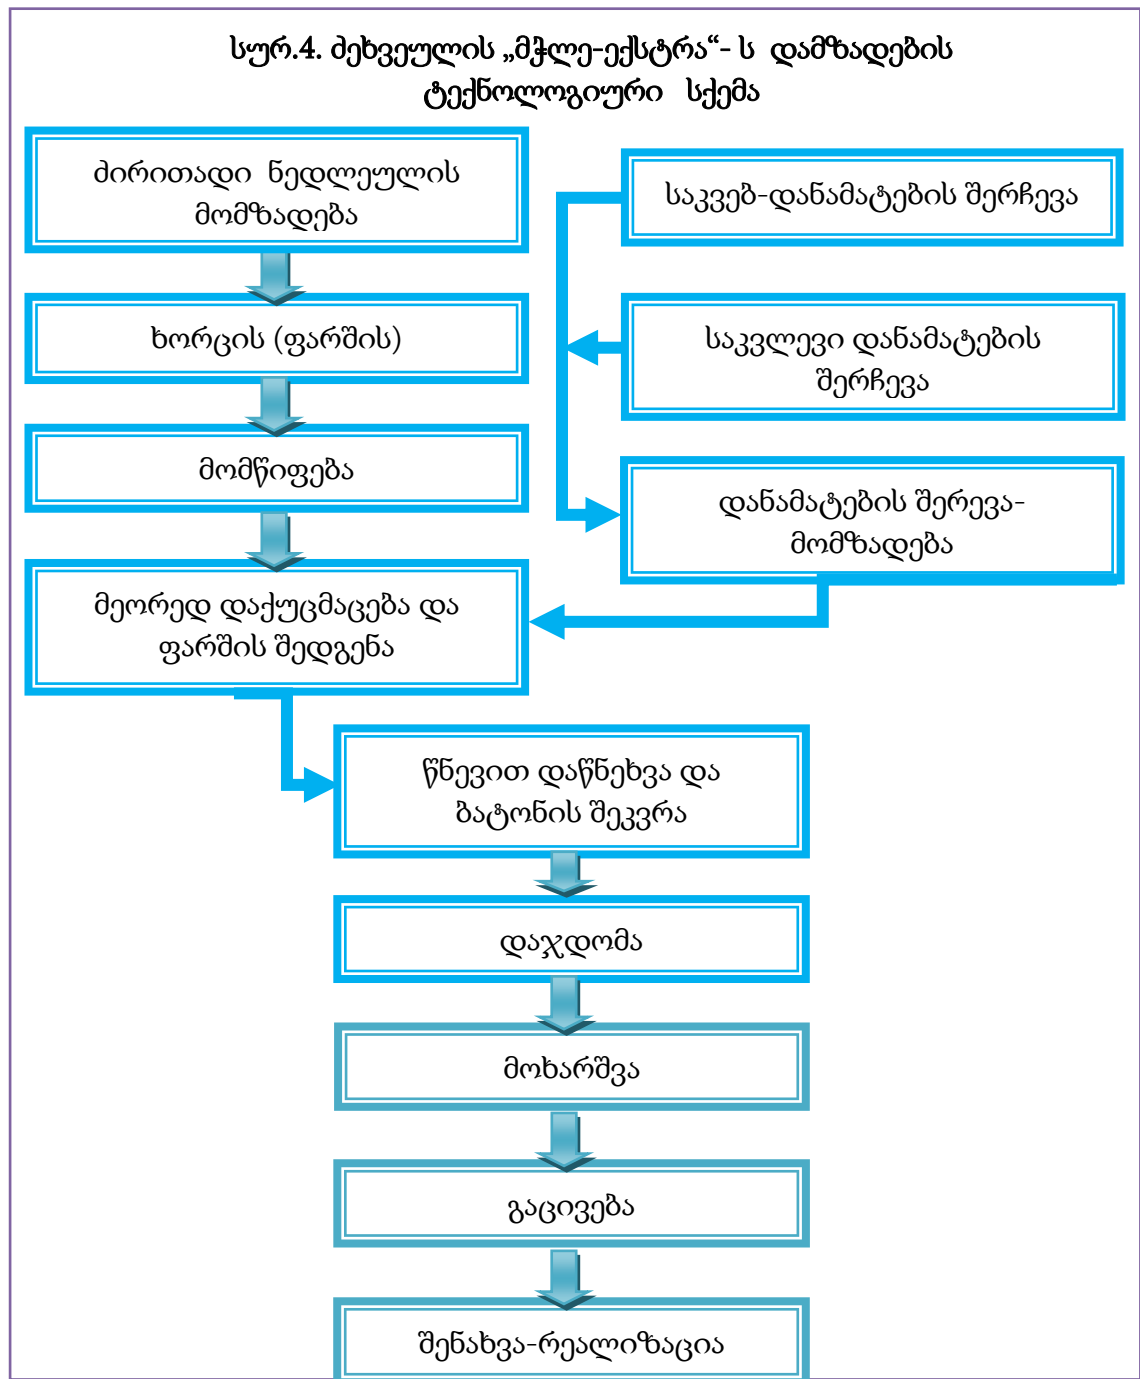 სურ.4. ძეხვეულის „მჭლე-ექსტრა“- ს დამზადების
ტექნოლოგიური სქემა
ძირითადი ნედლეულის
მომზადება
ხორცის (ფარშის)
მომწიფება
მეორედ დაქუცმაცება და
ფარშის შედგენა
საკვებ-დანამატების შერჩევა
საკვლევი დანამატების
შერჩევა
დანამატების შერევა-
მომზადება
წნევით დაწნეხვა და
ბატონის შეკვრა
დაჯდომა
მოხარშვა
გაცივება
შენახვა-რეალიზაცია